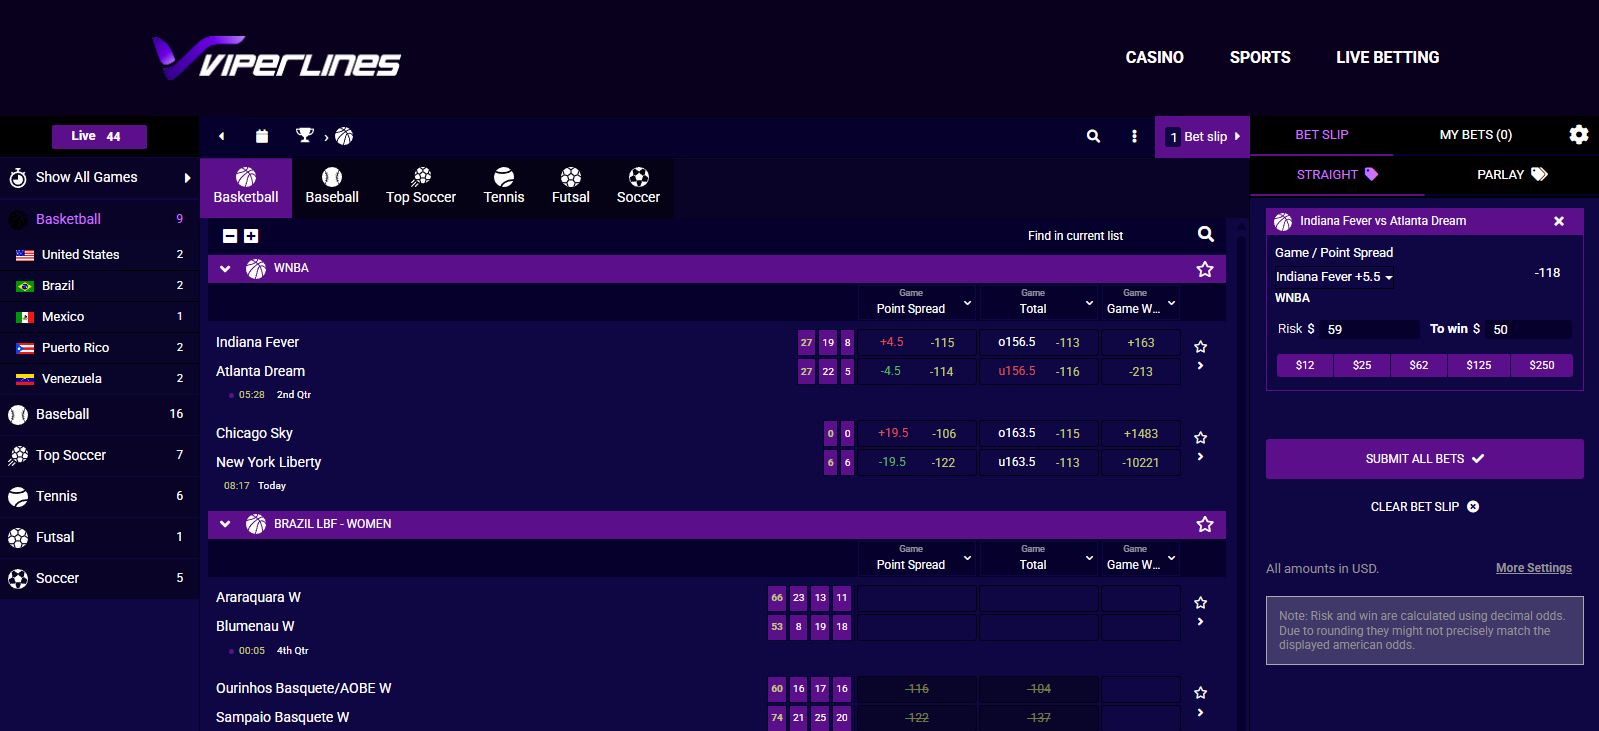 VIPERLINES
CASINO SPORTS LIVE BETTING
Live 44
Show All Games
Basketball 9
United States 2
Brazil 2
Mexico 1
Puerto Rico 2
Venezuela 2
Baseball 16
Top Soccer 7
Tennis 6
Futsal 1
Soccer 5
1 Bet slip
Basketball Baseball Top Soccer Tennis Futsal Soccer
Find in current list
WNBA
Game Game Game
Point Spread Total Game W...
Indiana Fever 27 19 8 +4.5 -115 o156.5 -113 +163
Atlanta Dream 27 22 5 -4.5 -114 u156.5 -116 -213
05:28 2nd Qtr
Chicago Sky 0 0 +19.5 -106 o163.5 -115 +1483
New York Liberty 6 6 -19.5 -122 u163.5 -113 -10221
08:17 Today
BRAZIL LBF - WOMEN
Game Game Game
Point Spread Total Game W...
Araraquara W 66 23 13 11
Blumenau W 53 8 19 18
00:05 4th Qtr
Ourinhos Basquete/AOBE W 60 16 17 16 -116 -104
Sampaio Basquete W 74 21 25 20 -122 -137
BET SLIP MY BETS (0)
STRAIGHT PARLAY
Indiana Fever vs Atlanta Dream
Game / Point Spread
Indiana Fever +5.5 -118
WNBA
Risk $ 59 To win $ 50
$12 $25 $62 $125 $250
SUBMIT ALL BETS
CLEAR BET SLIP
All amounts in USD. More Settings
Note: Risk and win are calculated using decimal odds.
Due to rounding they might not precisely match the
displayed american odds.